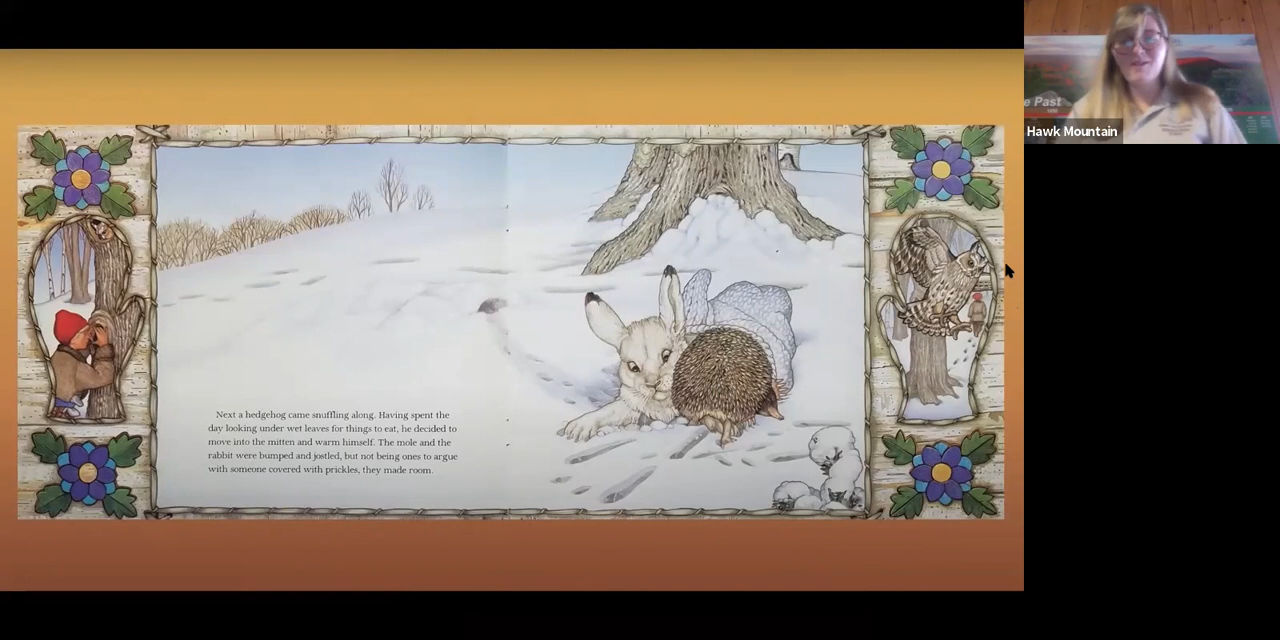 e Past
Hawk Mountain
Next a hedgehog came snuffling along. Having spent the
day looking under wet leaves for things to eat, he decided to
move into the mitten and warm himself. The mole and the
rabbit were bumped and jostled, but not being ones to argue
with someone covered with prickles, they made room.